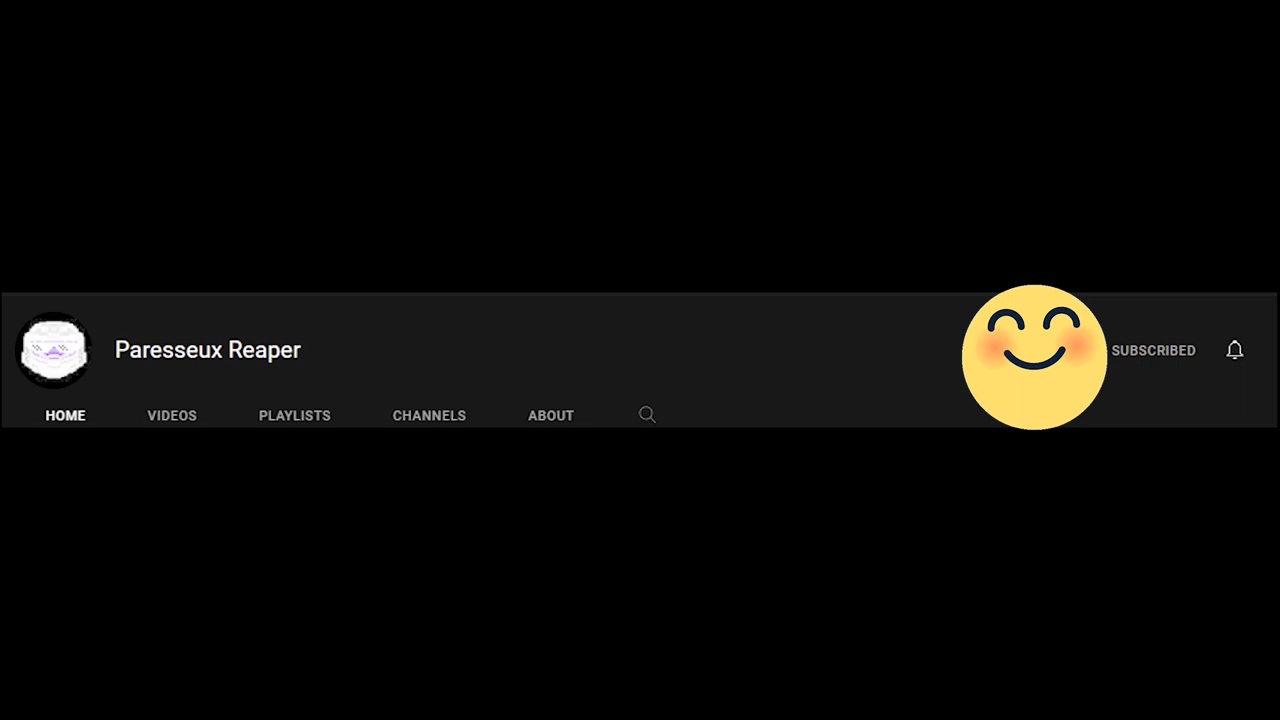 Paresseux Reaper
SUBSCRIBED
HOME VIDEOS PLAYLISTS CHANNELS ABOUT